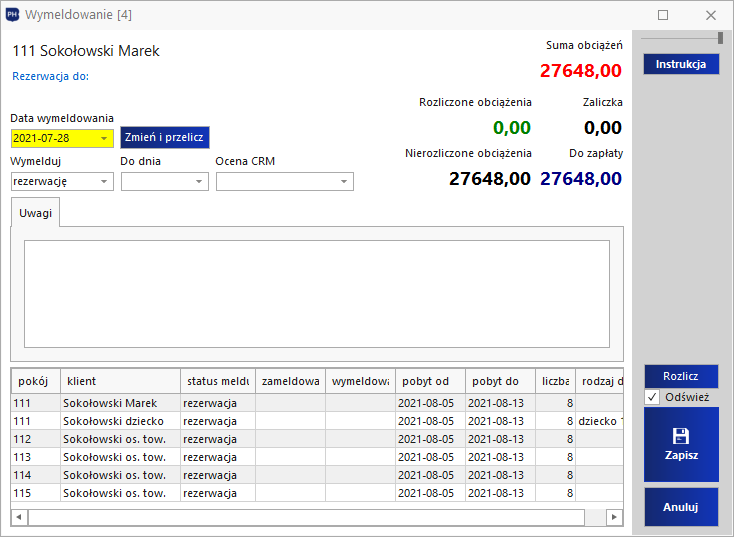 PH
Wymeldowanie [4]
111 Sokołowski Marek
Rezerwacja do:
Suma obciążeń
27648,00
Instrukcja
Rozliczone obciążenia Zaliczka
0,00 0,00
Data wymeldowania
2021-07-28 Zmień i przelicz
Nierozliczone obciążenia Do zapłaty
27648,00 27648,00
Wymelduj Do dnia Ocena CRM
rezerwację
Uwagi
pokój klient status meldu zameldowa wymeldowa pobyt od pobyt do liczba rodzaj d
111 Sokołowski Marek rezerwacja 2021-08-05 2021-08-13 8
111 Sokołowski dziecko rezerwacja 2021-08-05 2021-08-13 8 dziecko
112 Sokołowski os. tow. rezerwacja 2021-08-05 2021-08-13 8
113 Sokołowski os. tow. rezerwacja 2021-08-05 2021-08-13 8
114 Sokołowski os. tow. rezerwacja 2021-08-05 2021-08-13 8
115 Sokołowski os. tow. rezerwacja 2021-08-05 2021-08-13 8
Rozlicz
Odśwież
Zapisz
Anuluj